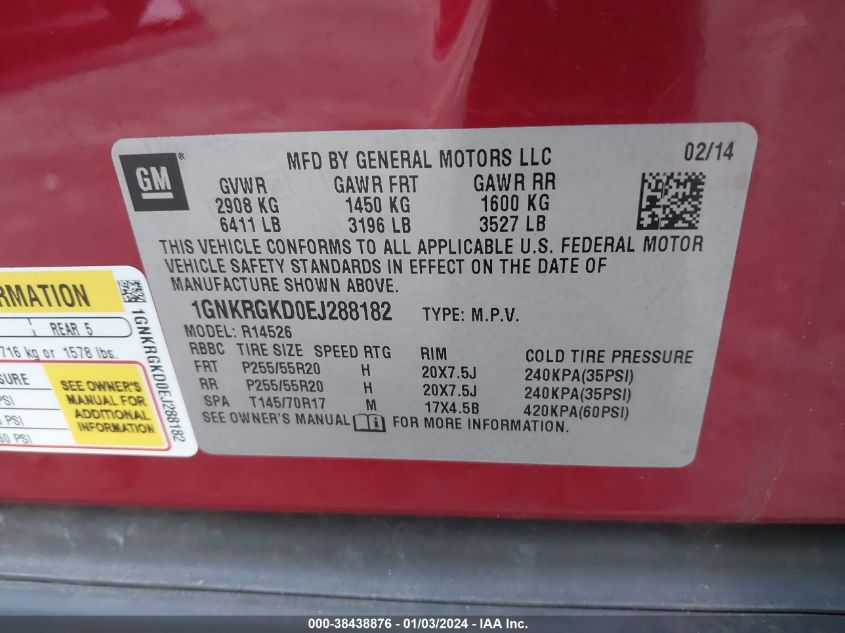 GM®
MFD BY GENERAL MOTORS LLC
02/14
GVWR GAWR FRT GAWR RR
2908 KG 1450 KG 1600 KG
6411 LB 3196 LB 3527 LB
THIS VEHICLE CONFORMS TO ALL APPLICABLE U.S. FEDERAL MOTOR
VEHICLE SAFETY STANDARDS IN EFFECT ON THE DATE OF
MANUFACTURE SHOWN ABOVE.
1GNKRGKD0EJ288182 TYPE: M.P.V.
MODEL: R14526
RBBC TIRE SIZE SPEED RTG RIM COLD TIRE PRESSURE
FRT P255/55R20 H 20X7.5J 240KPA(35PSI)
RR P255/55R20 H 20X7.5J 240KPA(35PSI)
SPA T145/70R17 M 17X4.5B 420KPA(60PSI)
SEE OWNER'S MANUAL FOR MORE INFORMATION.
RMATION
REAR 5
716 kg or 1578 lbs.
SURE
PSI
PSI
SEE OWNER'S
MANUAL FOR
ADDITIONAL
INFORMATION
1GNKRGKD0EJ288182
000-38438876 - 01/03/2024 - IAA Inc.